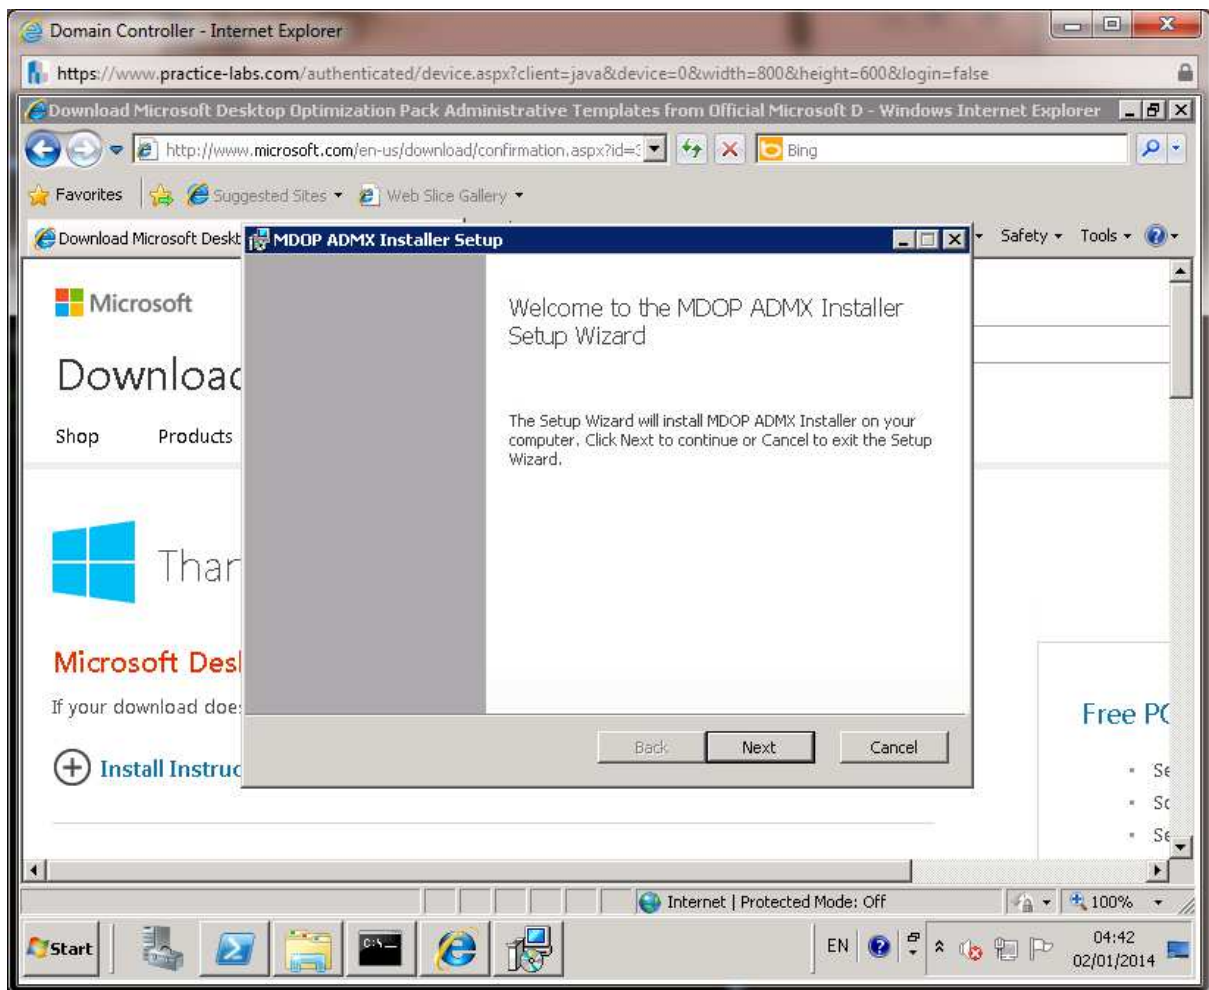 Domain Controller - Internet Explorer
https://www.practice-labs.com/authenticated/device.aspx?client=java&device=0&width=800&height=600&login=false
Download Microsoft Desktop Optimization Pack Administrative Templates from Official Microsoft D - Windows Internet Explorer
http://www.microsoft.com/en-us/download/confirmation.aspx?id=
Bing
Favorites
Suggested Sites
Web Slice Gallery
Download Microsoft Deskt
MDOP ADMX Installer Setup
Safety
Tools
Microsoft
Download
Shop
Products
Welcome to the MDOP ADMX Installer
Setup Wizard
The Setup Wizard will install MDOP ADMX Installer on your
computer. Click Next to continue or Cancel to exit the Setup
Wizard.
Than
Microsoft Des
If your download doe
Install Instruc
Back
Next
Cancel
Free P
Se
So
Se
Internet | Protected Mode: Off
100%
Start
C:\_
EN
04:42
02/01/2014